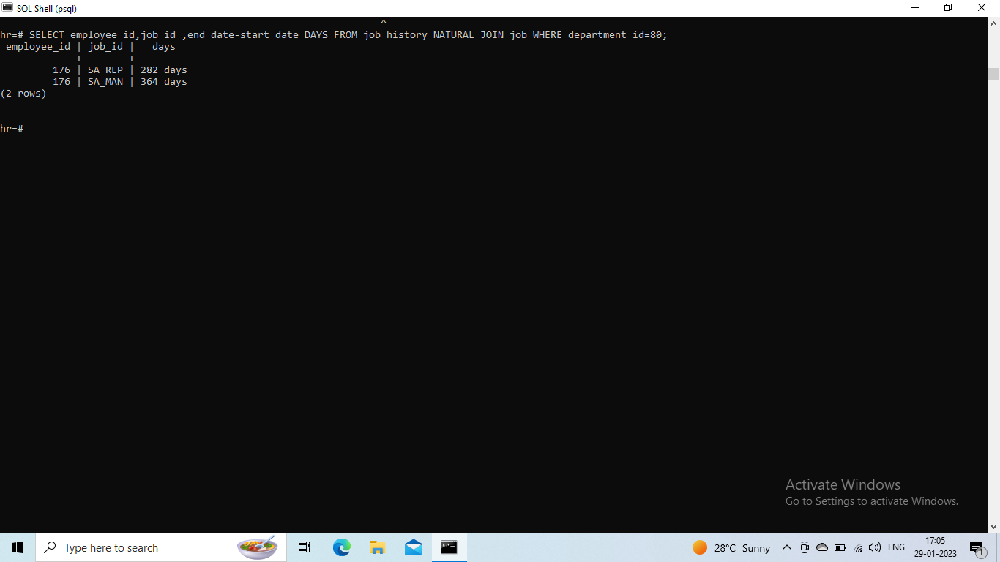 SQL Shell (psql)
^
hr=# SELECT employee_id,job_id ,end_date-start_date DAYS FROM job_history NATURAL JOIN job WHERE department_id=80;
 employee_id | job_id |   days
-------------+--------+----------
         176 | SA_REP | 282 days
         176 | SA_MAN | 364 days
(2 rows)
hr=#
Activate Windows
Go to Settings to activate Windows.
Type here to search
28°C Sunny
ENG
17:05
29-01-2023
1